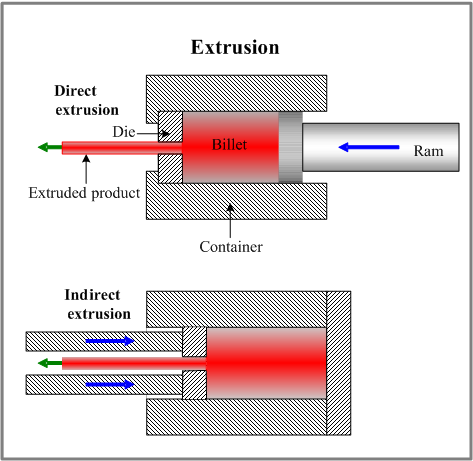 Extrusion
Direct
extrusion
Die
Billet
Ram
Extruded product
Container
Indirect
extrusion